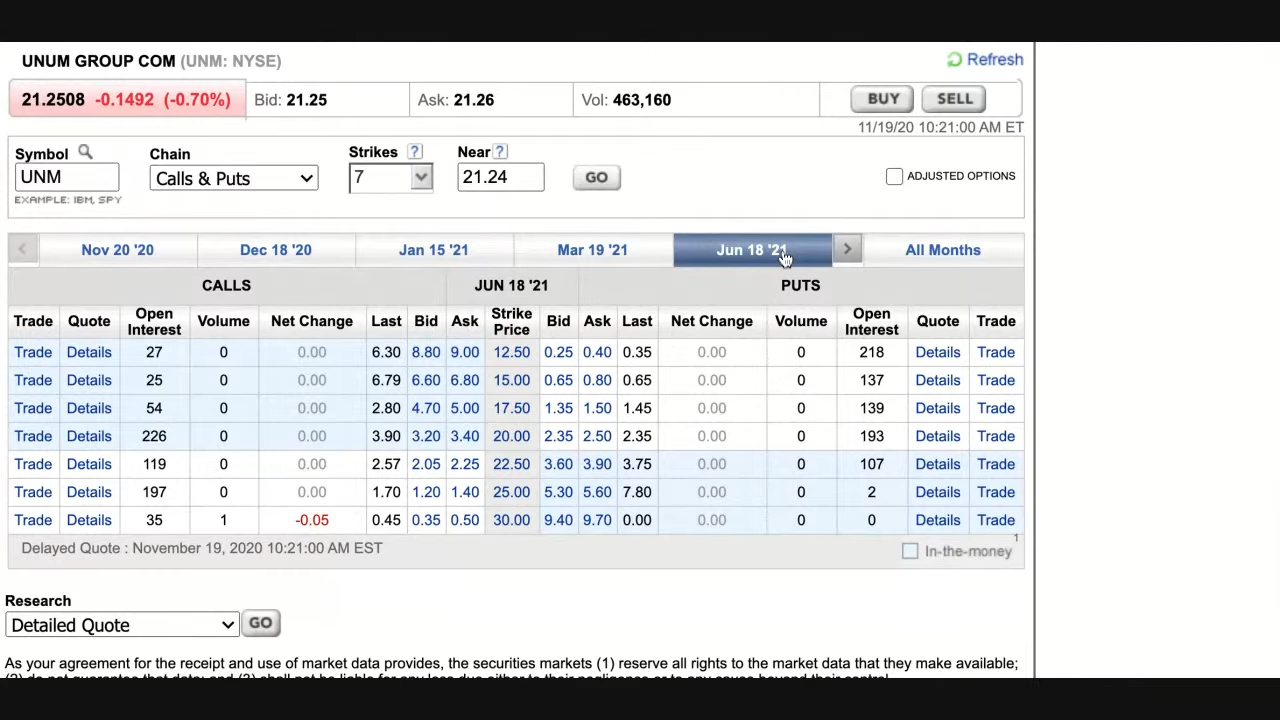 UNUM GROUP COM (UNM: NYSE)
Refresh
21.2508 -0.1492 (-0.70%) Bid: 21.25 Ask: 21.26 Vol: 463,160 BUY SELL
11/19/20 10:21:00 AM ET
Symbol Chain Strikes ? Near ?
UNM Calls & Puts 7 21.24 GO ADJUSTED OPTIONS
EXAMPLE: IBM, SPY
< Nov 20 '20 Dec 18 '20 Jan 15 '21 Mar 19 '21 Jun 18 '21 > All Months
CALLS JUN 18 '21 PUTS
Trade Quote Open Interest Volume Net Change Last Bid Ask Strike Price Bid Ask Last Net Change Volume Open Interest Quote Trade
Trade Details 27 0 0.00 6.30 8.80 9.00 12.50 0.25 0.40 0.35 0.00 0 218 Details Trade
Trade Details 25 0 0.00 6.79 6.60 6.80 15.00 0.65 0.80 0.65 0.00 0 137 Details Trade
Trade Details 54 0 0.00 2.80 4.70 5.00 17.50 1.35 1.50 1.45 0.00 0 139 Details Trade
Trade Details 226 0 0.00 3.90 3.20 3.40 20.00 2.35 2.50 2.35 0.00 0 193 Details Trade
Trade Details 119 0 0.00 2.57 2.05 2.25 22.50 3.60 3.90 3.75 0.00 0 107 Details Trade
Trade Details 197 0 0.00 1.70 1.20 1.40 25.00 5.30 5.60 7.80 0.00 0 2 Details Trade
Trade Details 35 1 -0.05 0.45 0.35 0.50 30.00 9.40 9.70 0.00 0.00 0 0 Details Trade
Delayed Quote : November 19, 2020 10:21:00 AM EST In-the-money 1
Research
Detailed Quote GO
As your agreement for the receipt and use of market data provides, the securities markets (1) reserve all rights to the market data that they make available;